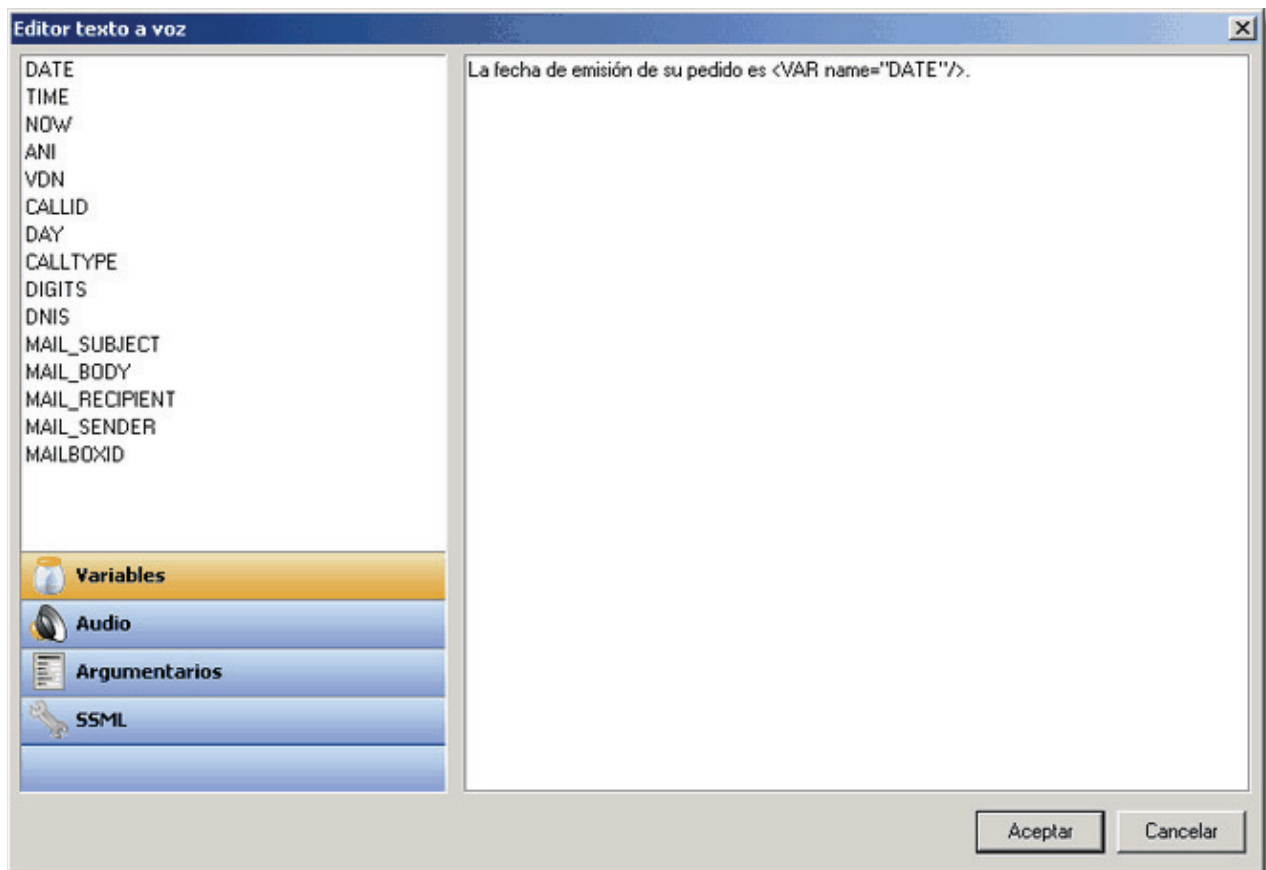 Editor texto a voz
DATE
TIME
NOW
ANI
VDN
CALLID
DAY
CALLTYPE
DIGITS
DNIS
MAIL_SUBJECT
MAIL_BODY
MAIL_RECIPIENT
MAIL_SENDER
MAILBOXID
Variables
Audio
Argumentarios
SSML
La fecha de emisión de su pedido es <VAR name="DATE"/>.
Aceptar
Cancelar